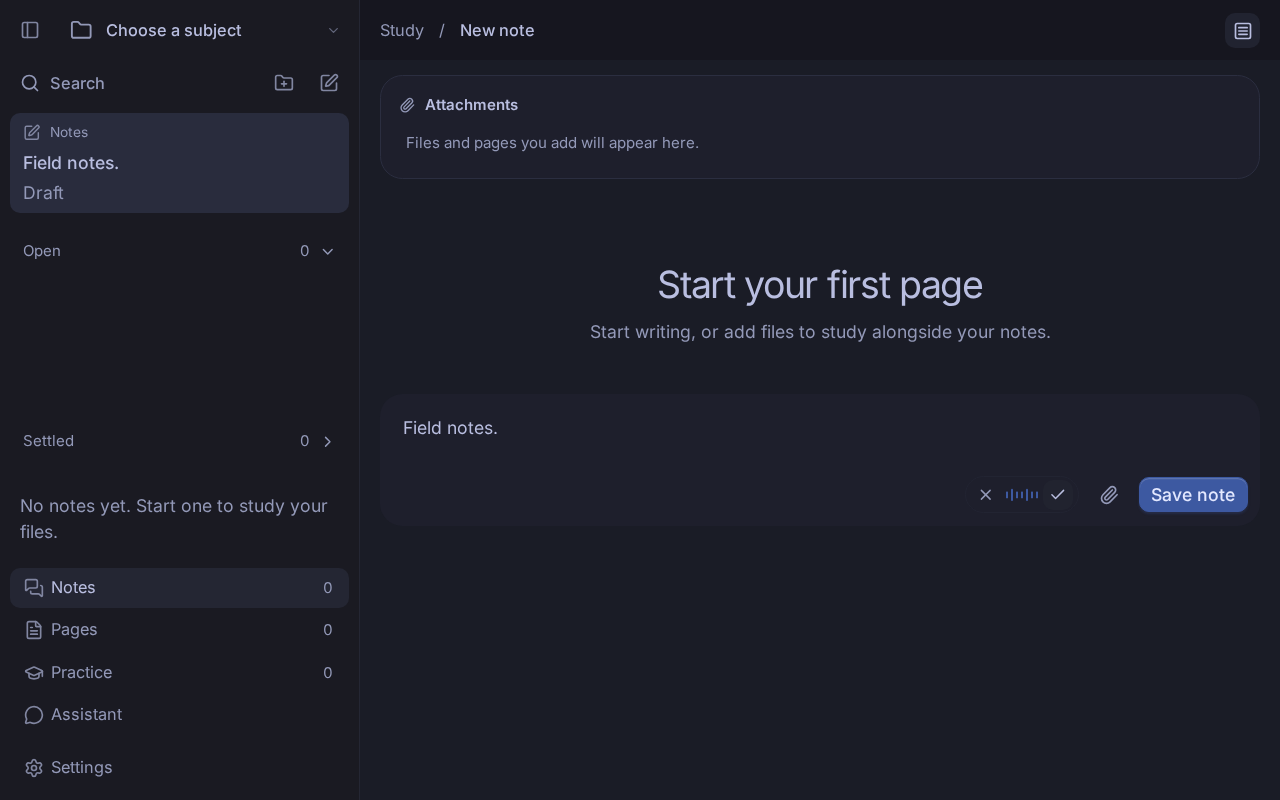 Choose a subject
Search
Notes
Field notes.
Draft
Open 0
Settled 0
No notes yet. Start one to study your
files.
Notes 0
Pages 0
Practice 0
Assistant
Settings
Study / New note
Attachments
Files and pages you add will appear here.
Start your first page
Start writing, or add files to study alongside your notes.
Field notes.
Save note